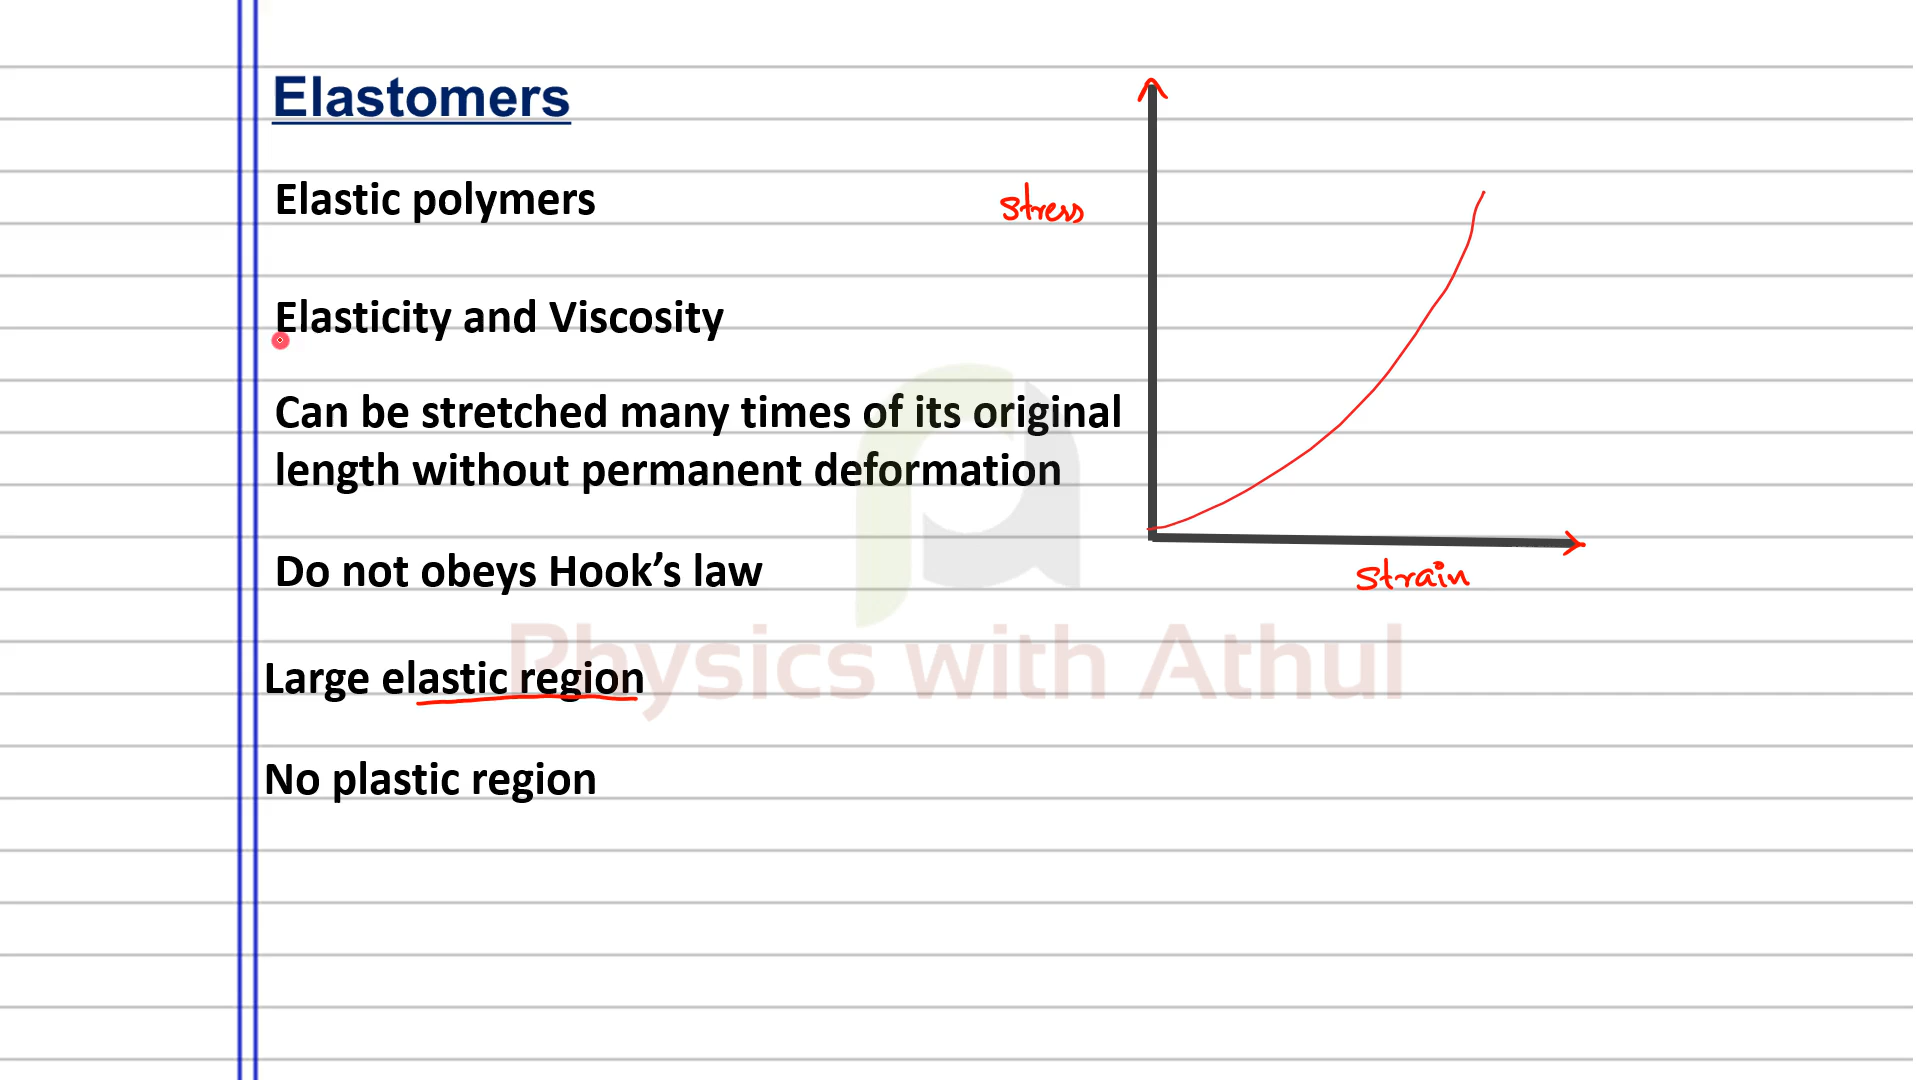 Elastomers
Elastic polymers
stress
Elasticity and Viscosity
Can be stretched many times of its original
length without permanent deformation
Do not obeys Hook’s law
strain
Physics with Athul
Large elastic region
No plastic region